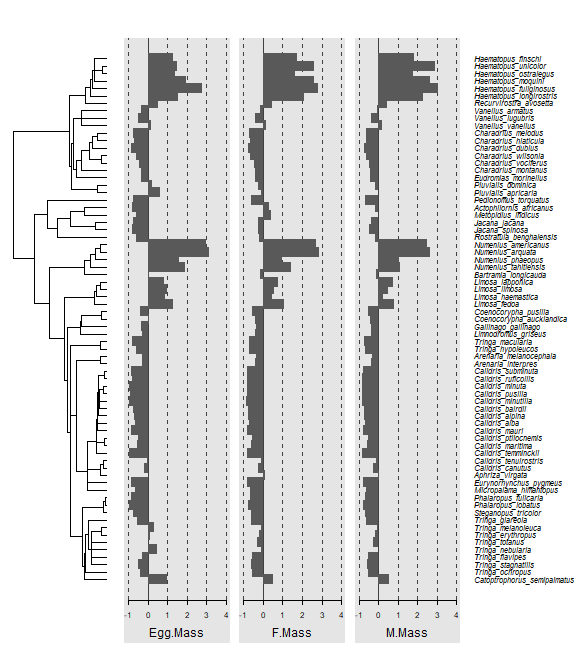 Haematopus_finschi
Haematopus_unicolor
Haematopus_ostralegus
Haematopus_moquini
Haematopus_fuliginosus
Haematopus_longirostris
Recurvirostra_avosetta
Vanellus_armatus
Vanellus_lugubris
Vanellus_vanellus
Charadrius_melodus
Charadrius_hiaticula
Charadrius_dubius
Charadrius_wilsonia
Charadrius_vociferus
Charadrius_montanus
Eudromias_morinellus
Pluvialis_dominica
Pluvialis_apricaria
Pedionomus_torquatus
Actophilornis_africanus
Metopidius_indicus
Jacana_jacana
Jacana_spinosa
Rostratula_benghalensis
Numenius_americanus
Numenius_arquata
Numenius_phaeopus
Numenius_tahitiensis
Bartramia_longicauda
Limosa_lapponica
Limosa_limosa
Limosa_haemastica
Limosa_fedoa
Coenocorypha_pusilla
Coenocorypha_aucklandica
Gallinago_gallinago
Limnodromus_griseus
Tringa_macularia
Tringa_hypoleucos
Arenaria_melanocephala
Arenaria_interpres
Calidris_subminuta
Calidris_ruficollis
Calidris_minuta
Calidris_pusilla
Calidris_minutilla
Calidris_bairdii
Calidris_alpina
Calidris_alba
Calidris_mauri
Calidris_ptilocnemis
Calidris_maritima
Calidris_temminckii
Calidris_tenuirostris
Calidris_canutus
Aphriza_virgata
Eurynorhynchus_pygmeus
Micropalama_himantopus
Phalaropus_fulicaria
Phalaropus_lobatus
Steganopus_tricolor
Tringa_glareola
Tringa_melanoleuca
Tringa_erythropus
Tringa_totanus
Tringa_nebularia
Tringa_flavipes
Tringa_stagnatilis
Tringa_ochropus
Catoptrophorus_semipalmatus
-1 0 1 2 3 4 -1 0 1 2 3 4 -1 0 1 2 3 4
Egg.Mass F.Mass M.Mass